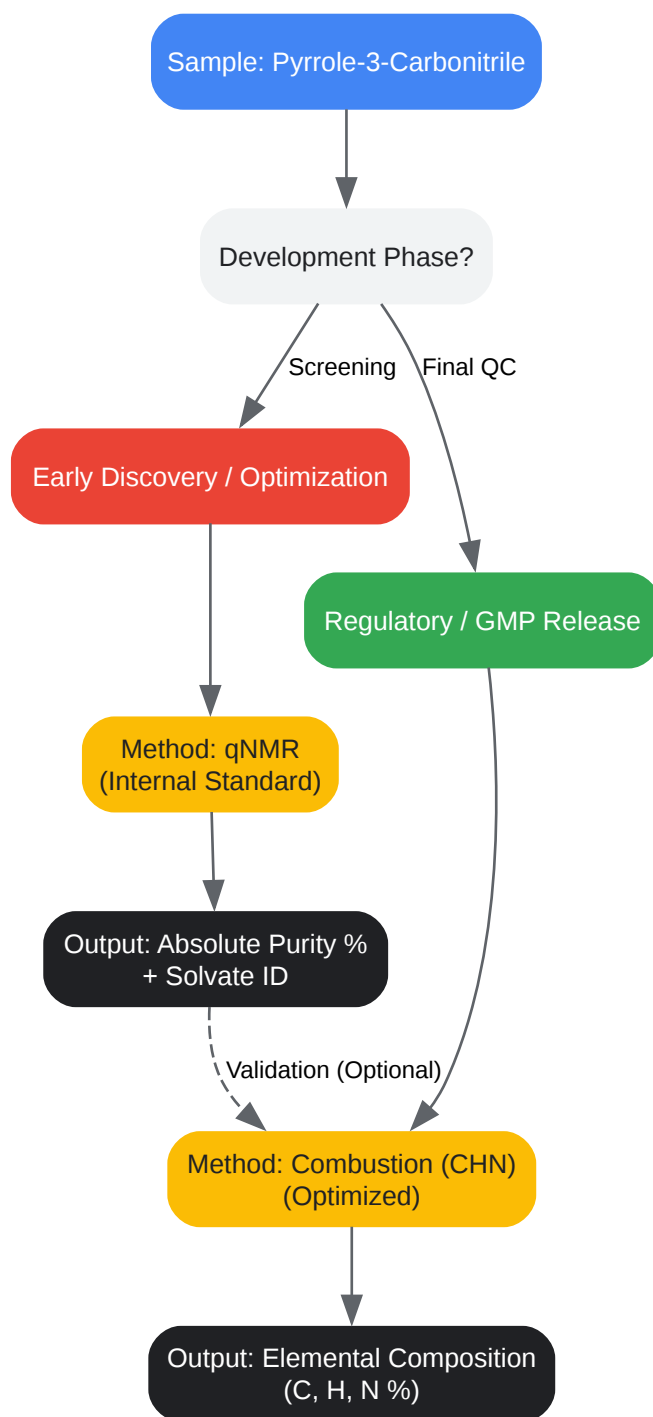 Sample: Pyrrole-3-Carbonitrile
Development Phase?
Screening
Final QC
Early Discovery / Optimization
Regulatory / GMP Release
Method: qNMR
(Internal Standard)
Output: Absolute Purity %
+ Solvate ID
Validation (Optional)
Method: Combustion (CHN)
(Optimized)
Output: Elemental Composition
(C, H, N %)